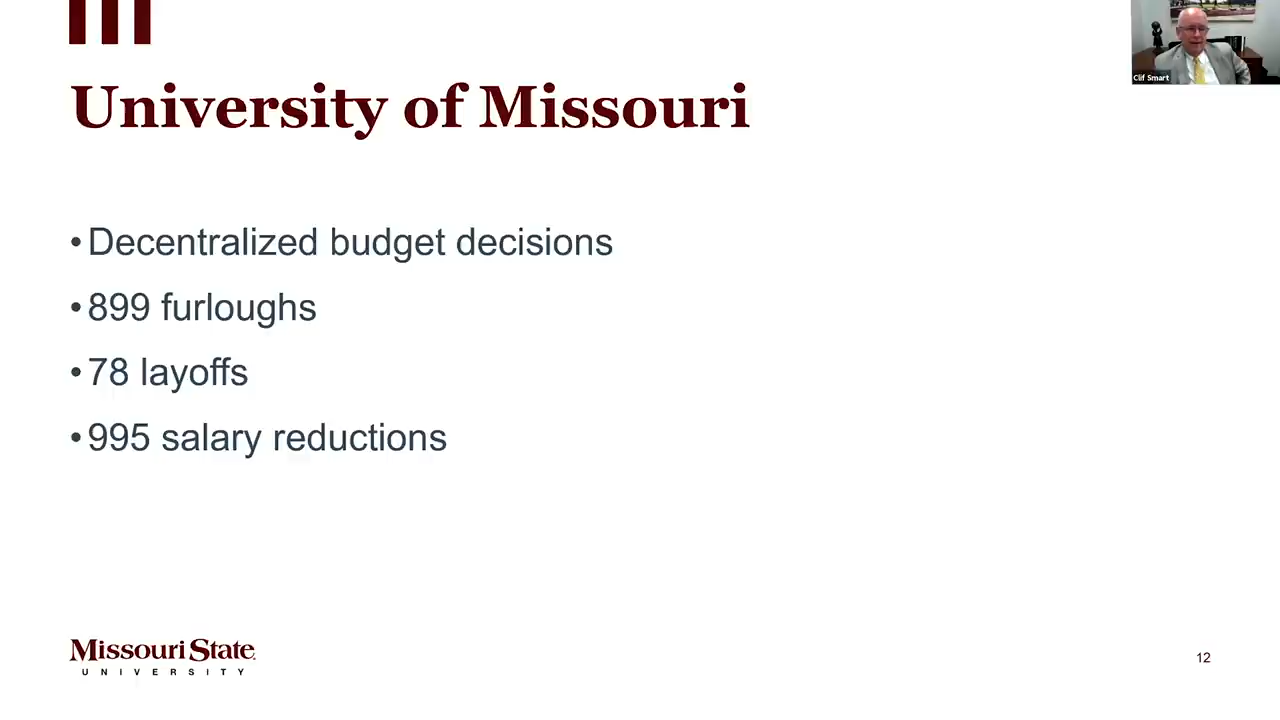 Clif Smart
University of Missouri
•Decentralized budget decisions
•899 furloughs
•78 layoffs
•995 salary reductions
Missouri State
UNIVERSITY
12